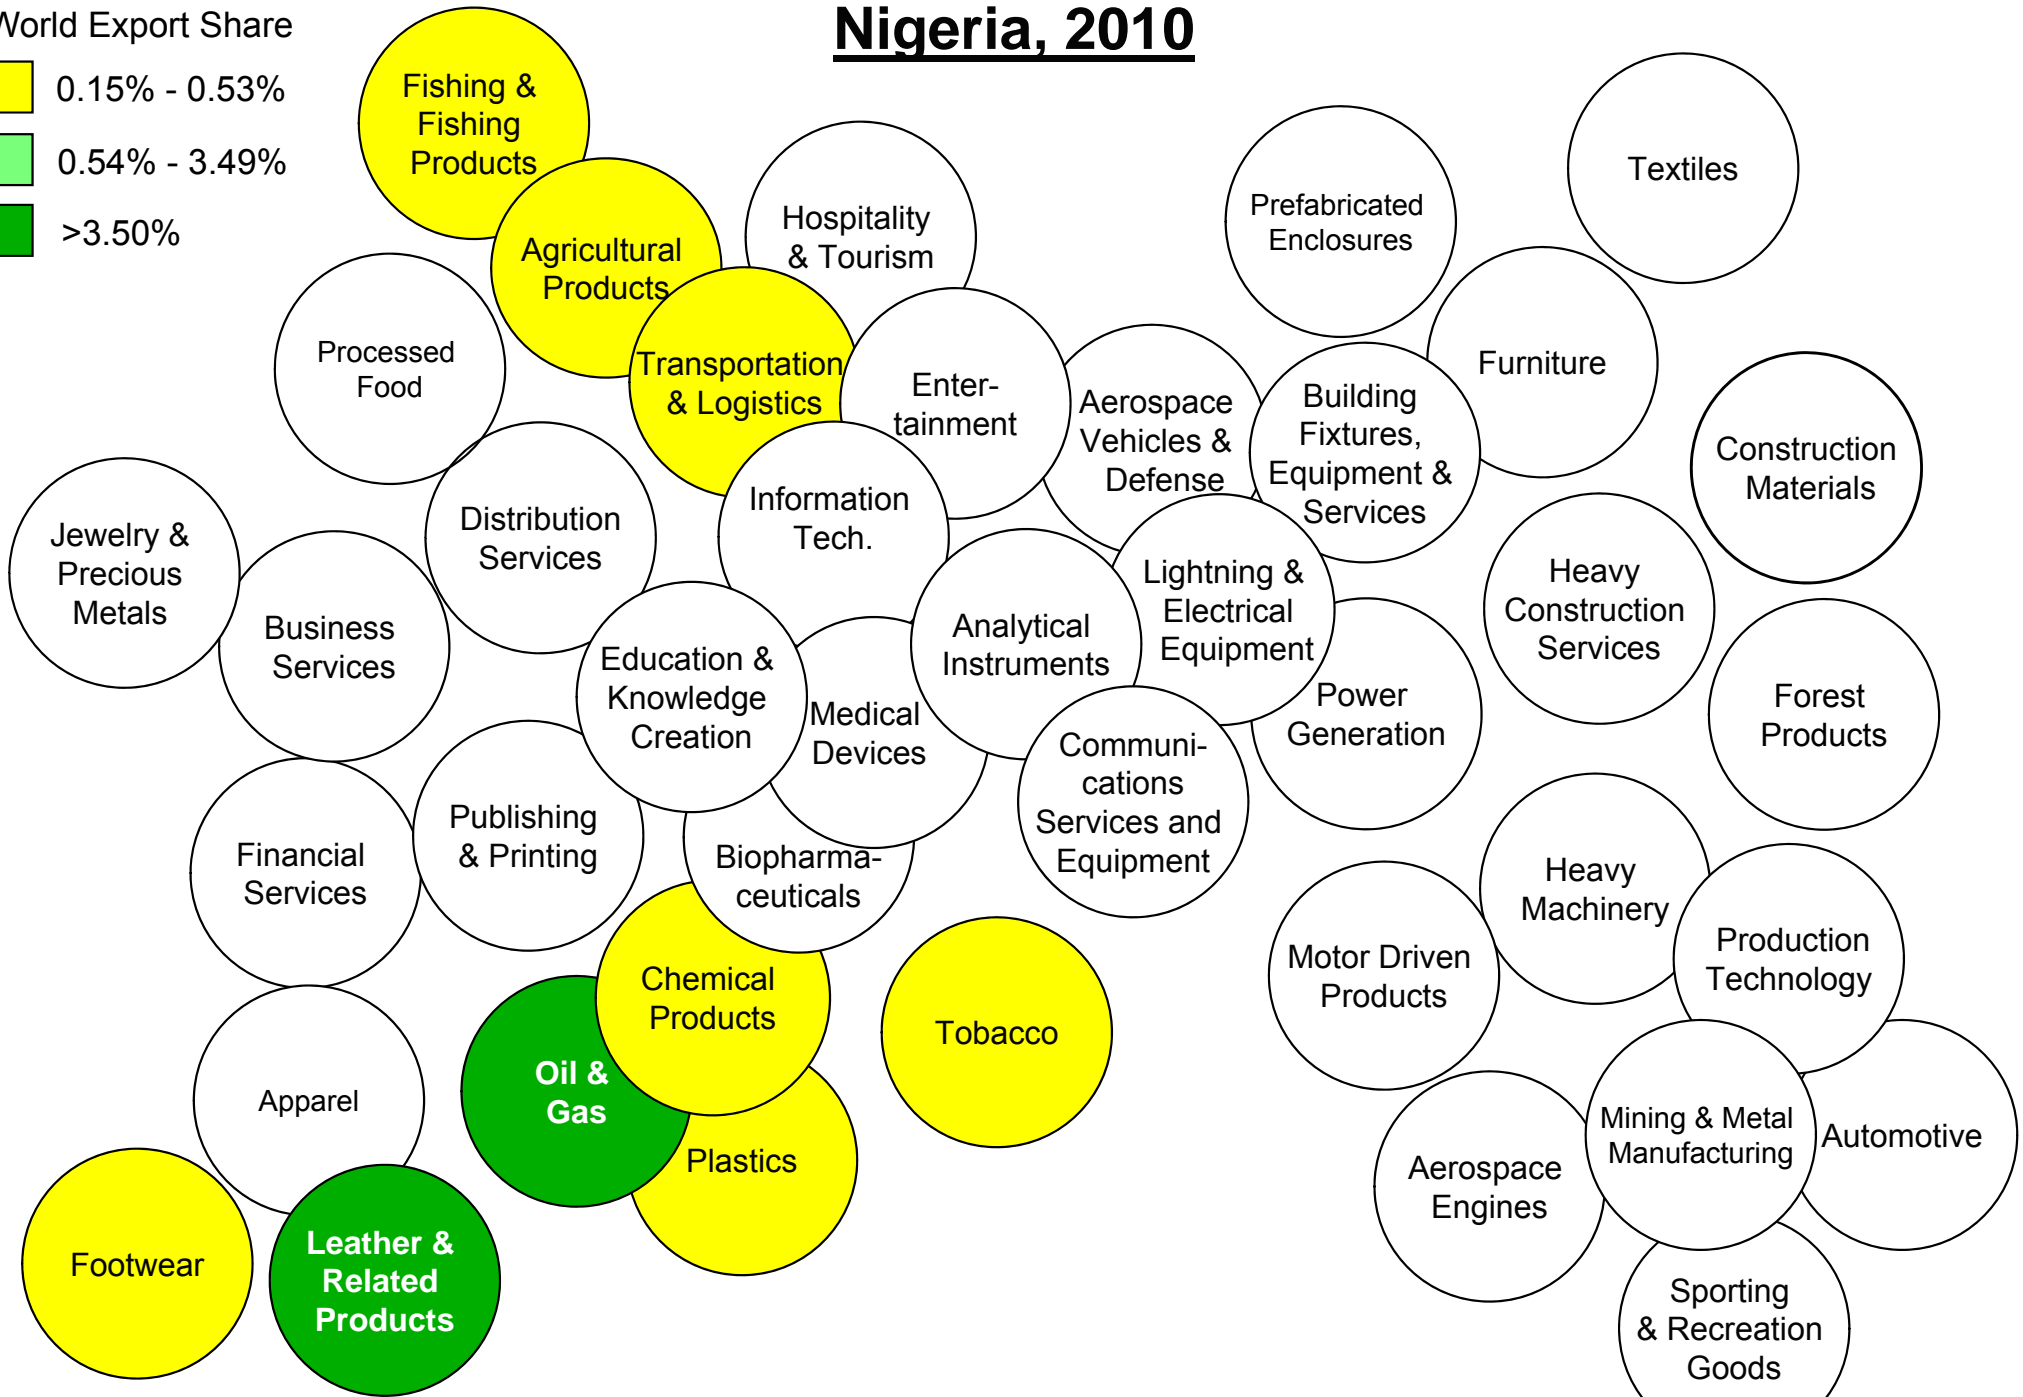 Nigeria, 2010
World Export Share
0.15% - 0.53%
0.54% - 3.49%
>3.50%
Fishing &
Fishing
Products
Agricultural
Products
Hospitality
& Tourism
Prefabricated
Enclosures
Textiles
Processed
Food
Transportation
& Logistics
Enter-
tainment
Aerospace
Vehicles &
Defense
Building
Fixtures,
Equipment &
Services
Furniture
Construction
Materials
Jewelry &
Precious
Metals
Business
Services
Distribution
Services
Information
Tech.
Education &
Knowledge
Creation
Medical
Devices
Analytical
Instruments
Lightning &
Electrical
Equipment
Power
Generation
Heavy
Construction
Services
Forest
Products
Communi-
cations
Services and
Equipment
Financial
Services
Publishing
& Printing
Biopharma-
ceuticals
Chemical
Products
Tobacco
Motor Driven
Products
Heavy
Machinery
Production
Technology
Apparel
Oil &
Gas
Plastics
Aerospace
Engines
Mining & Metal
Manufacturing
Automotive
Footwear
Leather &
Related
Products
Sporting
& Recreation
Goods